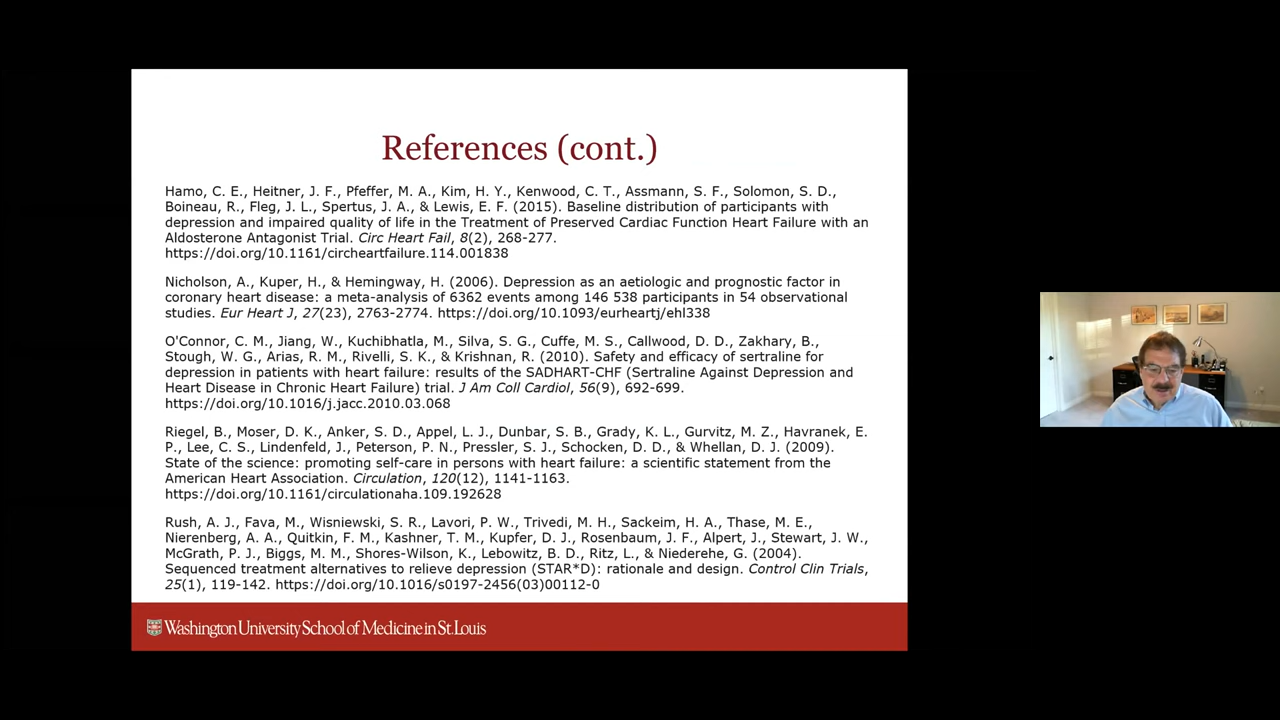 References (cont.)
Hamo, C. E., Heitner, J. F., Pfeffer, M. A., Kim, H. Y., Kenwood, C. T., Assmann, S. F., Solomon, S. D.,
Boineau, R., Fleg, J. L., Spertus, J. A., & Lewis, E. F. (2015). Baseline distribution of participants with
depression and impaired quality of life in the Treatment of Preserved Cardiac Function Heart Failure with an
Aldosterone Antagonist Trial. Circ Heart Fail, 8(2), 268-277.
https://doi.org/10.1161/circheartfailure.114.001838
Nicholson, A., Kuper, H., & Hemingway, H. (2006). Depression as an aetiologic and prognostic factor in
coronary heart disease: a meta-analysis of 6362 events among 146 538 participants in 54 observational
studies. Eur Heart J, 27(23), 2763-2774. https://doi.org/10.1093/eurheartj/ehl338
O'Connor, C. M., Jiang, W., Kuchibhatla, M., Silva, S. G., Cuffe, M. S., Callwood, D. D., Zakhary, B.,
Stough, W. G., Arias, R. M., Rivelli, S. K., & Krishnan, R. (2010). Safety and efficacy of sertraline for
depression in patients with heart failure: results of the SADHART-CHF (Sertraline Against Depression and
Heart Disease in Chronic Heart Failure) trial. J Am Coll Cardiol, 56(9), 692-699.
https://doi.org/10.1016/j.jacc.2010.03.068
Riegel, B., Moser, D. K., Anker, S. D., Appel, L. J., Dunbar, S. B., Grady, K. L., Gurvitz, M. Z., Havranek, E.
P., Lee, C. S., Lindenfeld, J., Peterson, P. N., Pressler, S. J., Schocken, D. D., & Whellan, D. J. (2009).
State of the science: promoting self-care in persons with heart failure: a scientific statement from the
American Heart Association. Circulation, 120(12), 1141-1163.
https://doi.org/10.1161/circulationaha.109.192628
Rush, A. J., Fava, M., Wisniewski, S. R., Lavori, P. W., Trivedi, M. H., Sackeim, H. A., Thase, M. E.,
Nierenberg, A. A., Quitkin, F. M., Kashner, T. M., Kupfer, D. J., Rosenbaum, J. F., Alpert, J., Stewart, J. W.,
McGrath, P. J., Biggs, M. M., Shores-Wilson, K., Lebowitz, B. D., Ritz, L., & Niederehe, G. (2004).
Sequenced treatment alternatives to relieve depression (STAR*D): rationale and design. Control Clin Trials,
25(1), 119-142. https://doi.org/10.1016/s0197-2456(03)00112-0
Washington University School of Medicine in St. Louis